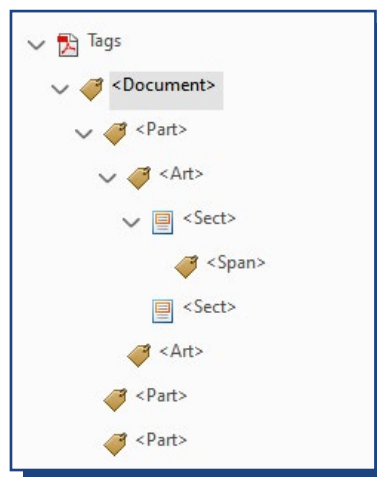 Tags
<Document>
<Part>
<Art>
<Sect>
<Span>
<Sect>
<Art>
<Part>
<Part>